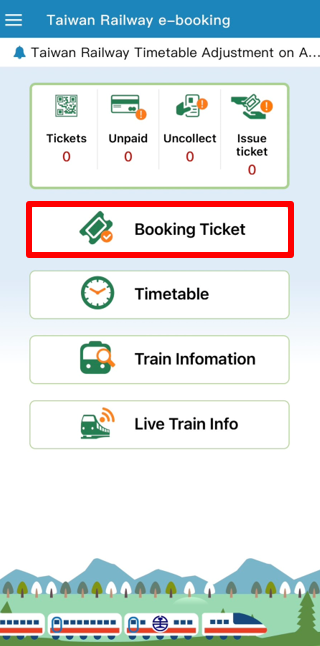 Taiwan Railway e-booking
Taiwan Railway Timetable Adjustment on A...
Tickets
0
Unpaid
0
Uncollect
0
Issue
ticket
0
Booking Ticket
Timetable
Train Infomation
Live Train Info